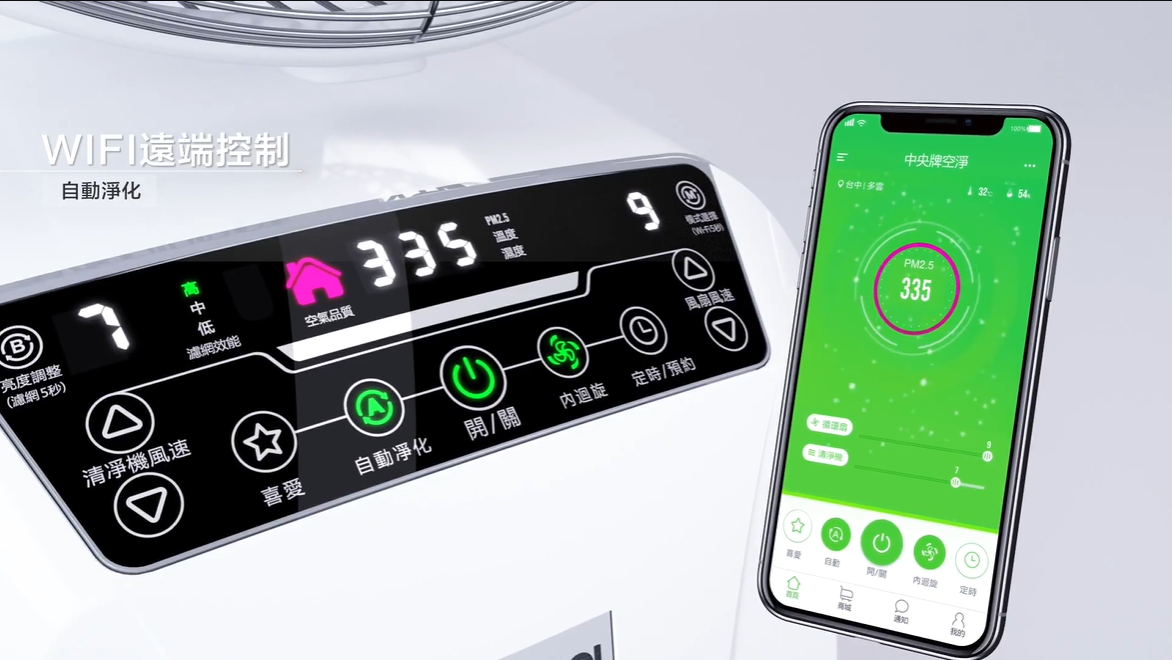 WIFI遠端控制
自動淨化
7
高
中
低
濾網效能
空氣品質
335
PM2.5
溫度
濕度
9
M
模式選擇
(Wi-Fi5秒)
B
亮度調整
(濾網5秒)
清淨機風速
喜愛
A
自動淨化
開/關
內迴旋
定時/預約
風扇風速
100%
中央牌空淨
台中|多雲
32
54
PM2.5
335
循環扇
9
清淨機
7
喜愛
A
自動
開/關
內迴旋
定時
首頁
商城
通知
我的